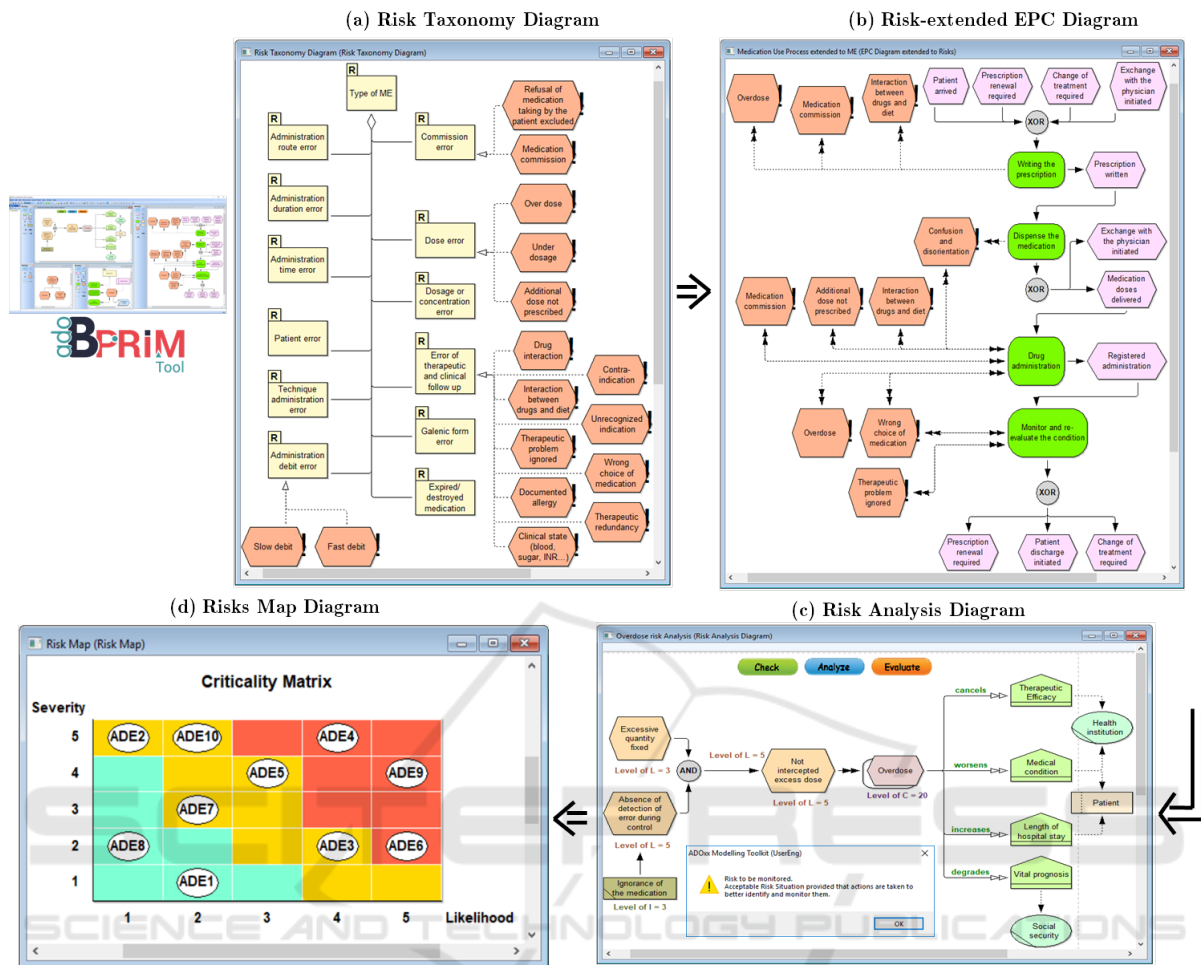 (a) Risk Taxonomy Diagram
Risk Taxonomy Diagram (Risk Taxonomy Diagram)
R
Type of ME
R
Administration
route error
R
Administration
duration error
R
Administration
time error
R
Patient error
R
Technique
administration
error
R
Administration
debit error
Slow debit
Fast debit
R
Commission
error
R
Dose error
R
Dosage or
concentration
error
R
Error of
therapeutic
and clinical
follow up
R
Galenic form
error
R
Expired/
destroyed
medication
Refusal of
medication
taking by the
patient excluded
Medication
commission
Over dose
Under
dosage
Additional
dose not
prescribed
Drug
interaction
Contra-
indication
Interaction
between
drugs and diet
Unrecognized
indication
Therapeutic
problem
ignored
Wrong
choice of
medication
Documented
allergy
Therapeutic
redundancy
Clinical state
(blood,
sugar, INR...)
(b) Risk-extended EPC Diagram
Medication Use Process extended to ME (EPC Diagram extended to Risks)
Overdose
Medication
commission
Interaction
between
drugs and
diet
Patient
arrived
Prescription
renewal
required
Change of
treatment
required
Exchange
with the
physician
initiated
XOR
Writing the
prescription
Prescription
written
Dispense the
medication
Confusion
and
disorientation
Exchange with
the physician
initiated
XOR
Medication
doses
delivered
Medication
commission
Additional
dose not
prescribed
Interaction
between
drugs and diet
Drug
administration
Registered
administration
Overdose
Wrong
choice of
medication
Monitor and re-
evaluate the
condition
Therapeutic
problem
ignored
XOR
Prescription
renewal
required
Patient
discharge
initiated
Change of
treatment
required
ado
BPRiM
Tool
(d) Risks Map Diagram
Risk Map (Risk Map)
Criticality Matrix
Severity
5 ADE2 ADE10 ADE4
4 ADE5 ADE9
3 ADE7
2 ADE8 ADE3 ADE6
1 ADE1
1 2 3 4 5 Likelihood
(c) Risk Analysis Diagram
Overdose risk Analysis (Risk Analysis Diagram)
Check
Analyze
Evaluate
Excessive
quantity
fixed
Level of L = 3
AND
Absence of
detection of
error during
control
Level of L = 5
Ignorance of
the medication
Level of I = 3
Level of L = 5
Not
intercepted
excess dose
Level of L = 5
Overdose
Level of C = 20
cancels
Therapeutic
Efficacy
Health
institution
worsens
Medical
condition
Patient
increases
Length of
hospital stay
degrades
Vital prognosis
Social
security
ADOxx Modelling Toolkit (UserEng)
Risk to be monitored.
Acceptable Risk Situation provided that actions are taken to
better identify and monitor them.
OK
SCITEPRESS
SCIENCE AND TECHNOLOGY PUBLICATIONS